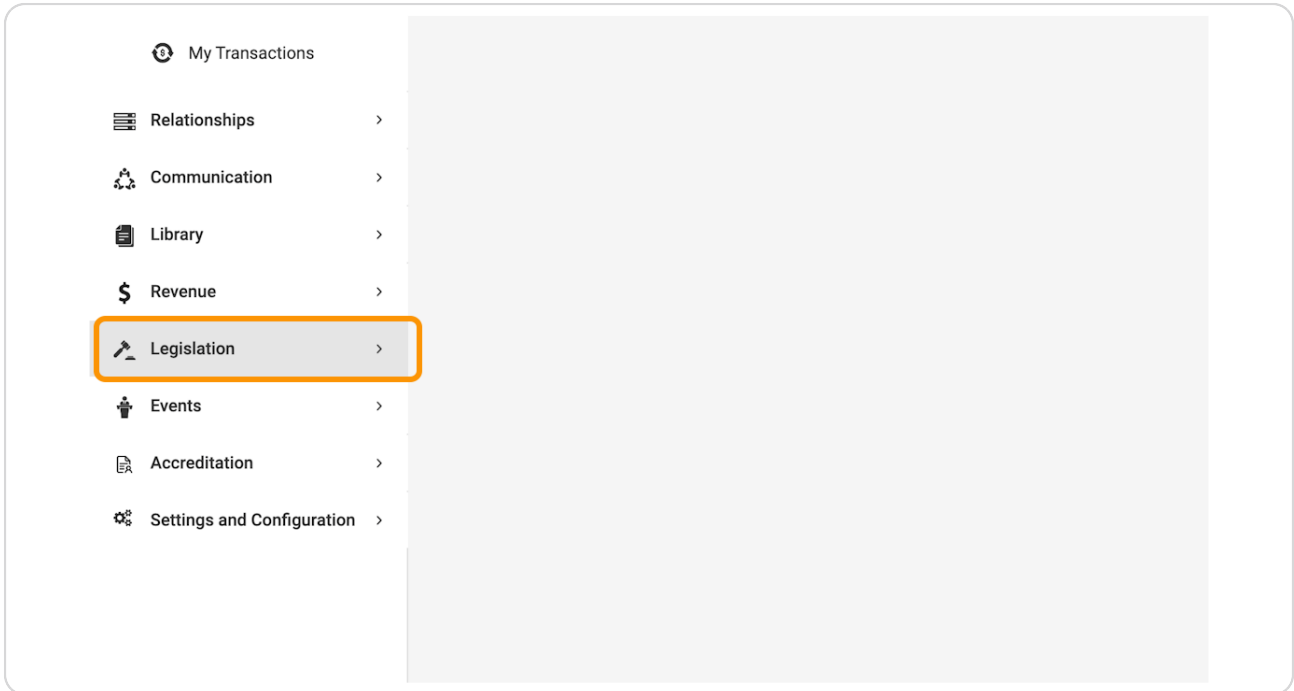 My Transactions
Relationships
Communication
Library
Revenue
Legislation
Events
Accreditation
Settings and Configuration